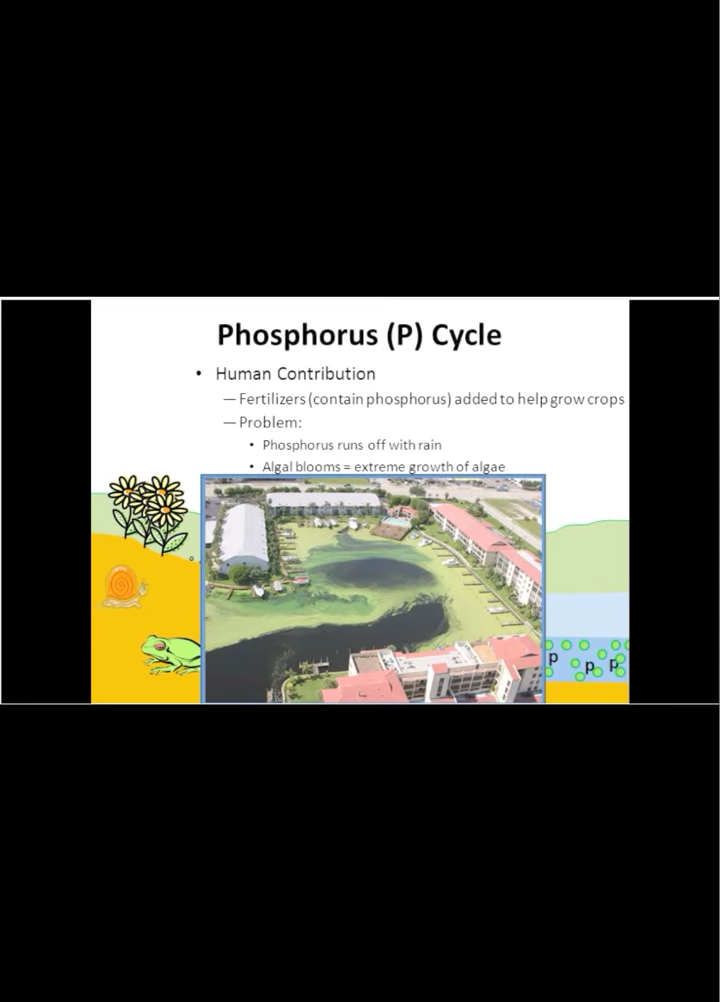 Phosphorus (P) Cycle
• Human Contribution
— Fertilizers (contain phosphorus) added to help grow crops
— Problem:
• Phosphorus runs off with rain
• Algal blooms = extreme growth of algae
p p p